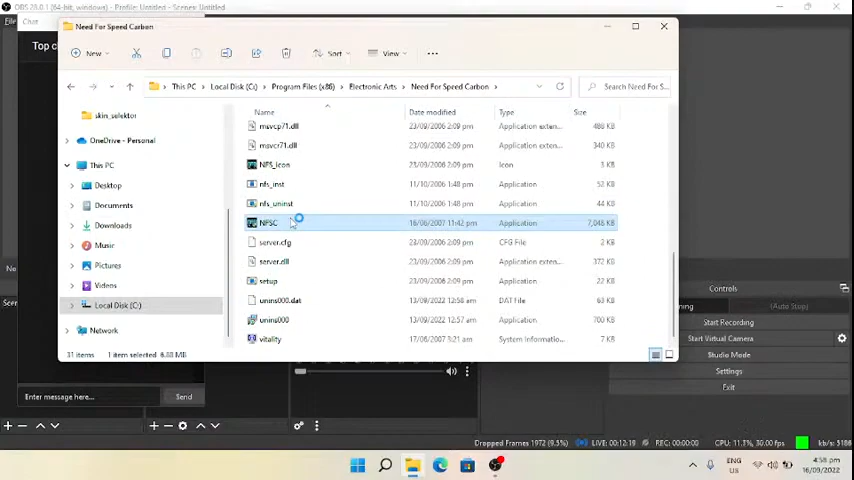 OBS 28.0.1 (64-bit, windows) - Profile: Untitled - Scenes: Untitled
File
Chat
Need For Speed Carbon
New
Sort
View
This PC > Local Disk (C:) > Program Files (x86) > Electronic Arts > Need For Speed Carbon
Search Need For S...
Name Date modified Type Size
skin_selektor
OneDrive - Personal
This PC
Desktop
Documents
Downloads
Music
Pictures
Videos
Local Disk (C:)
Network
msvcp71.dll 23/09/2006 2:09 pm Application exten... 488 KB
msvcr71.dll 23/09/2006 2:09 pm Application exten... 340 KB
NFS_icon 23/09/2006 2:09 pm Icon 3 KB
nfs_inst 11/10/2006 1:48 pm Application 52 KB
nfs_uninst 11/10/2006 1:48 pm Application 44 KB
NFSC 16/06/2007 11:42 pm Application 7,048 KB
server.cfg 23/09/2006 2:09 pm CFG File 2 KB
server.dll 23/09/2006 2:09 pm Application exten... 372 KB
setup 23/09/2006 2:09 pm Application 22 KB
unins000.dat 13/09/2022 12:58 am DAT File 63 KB
unins000 13/09/2022 12:57 am Application 700 KB
vitality 17/06/2007 3:21 am System Informatio... 7 KB
31 items 1 item selected 6.88 MB
Enter message here...
Send
Controls
(Auto Stop)
Start Recording
Start Virtual Camera
Studio Mode
Settings
Exit
Dropped Frames 1972 (9.5%)
LIVE: 00:12:19
REC: 00:00:00
CPU: 11.7%, 30.00 fps
kb/s: 5186
ENG
US
4:58 pm
16/09/2022